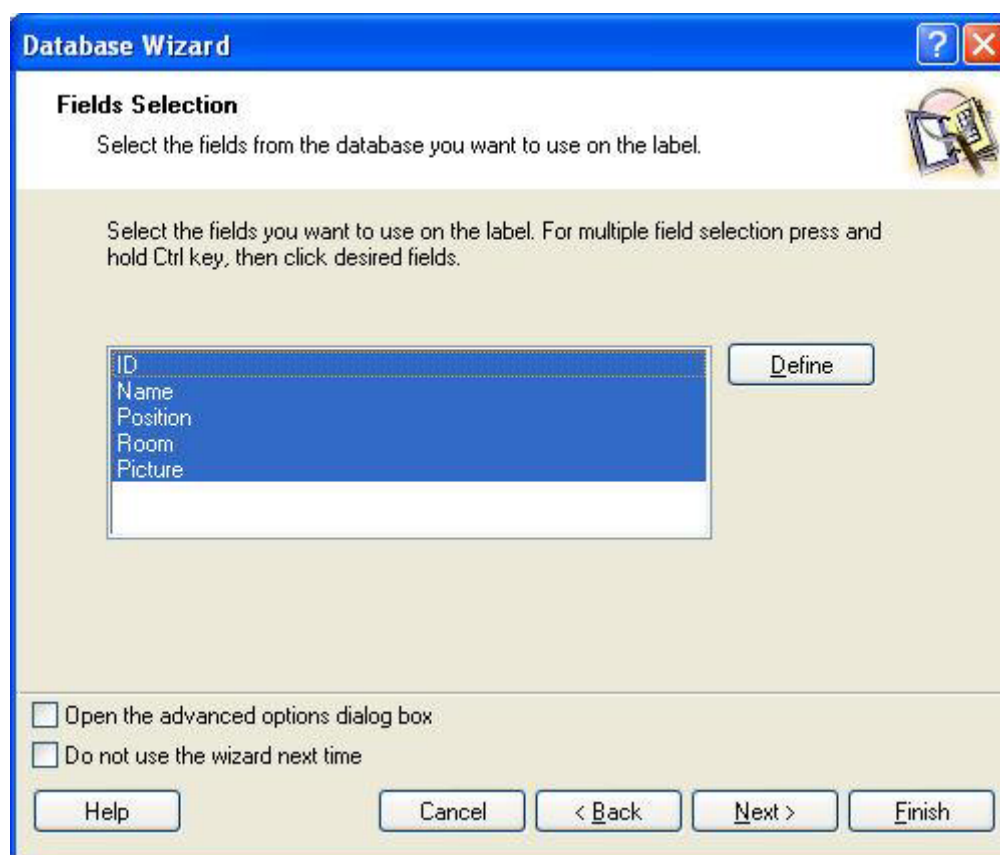 Database Wizard
?
Fields Selection
Select the fields from the database you want to use on the label.
Select the fields you want to use on the label. For multiple field selection press and
hold Ctrl key, then click desired fields.
ID
Define
Name
Position
Room
Picture
Open the advanced options dialog box
Do not use the wizard next time
Help
Cancel
< Back
Next >
Finish